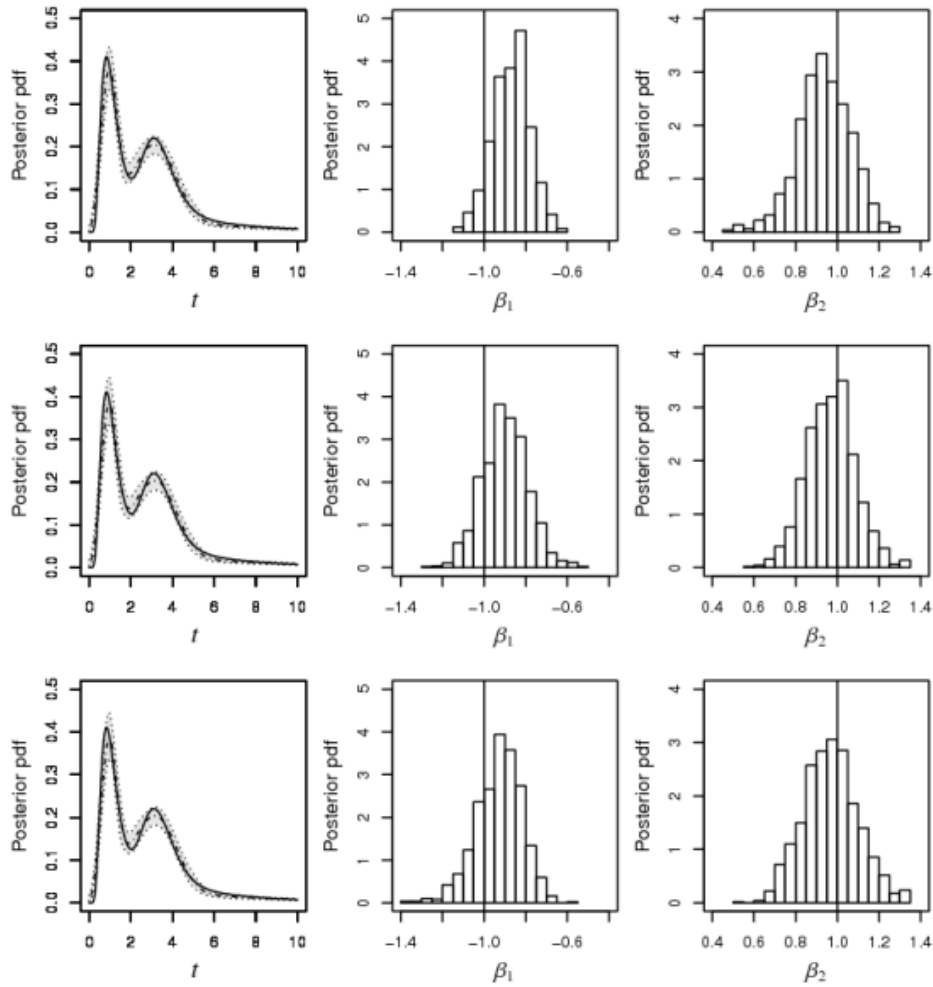 Posterior pdf
0.0 0.1 0.2 0.3 0.4 0.5
0 2 4 6 8 10
t
Posterior pdf
0 1 2 3 4 5
−1.4 −1.0 −0.6
β1
Posterior pdf
0 1 2 3 4
0.4 0.6 0.8 1.0 1.2 1.4
β2
Posterior pdf
0.0 0.1 0.2 0.3 0.4 0.5
0 2 4 6 8 10
t
Posterior pdf
0 1 2 3 4 5
−1.4 −1.0 −0.6
β1
Posterior pdf
0 1 2 3 4
0.4 0.6 0.8 1.0 1.2 1.4
β2
Posterior pdf
0.0 0.1 0.2 0.3 0.4 0.5
0 2 4 6 8 10
t
Posterior pdf
0 1 2 3 4 5
−1.4 −1.0 −0.6
β1
Posterior pdf
0 1 2 3 4
0.4 0.6 0.8 1.0 1.2 1.4
β2